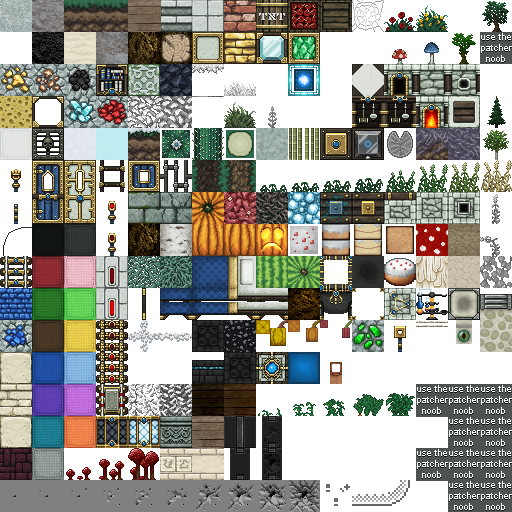 TXT
use the
patcher
noob
use the use the use the
patcher patcher patcher
noob noob noob
use the use the
patcher patcher
noob noob
use the use the use the
patcher patcher patcher
noob noob noob
use the use the
patcher patcher
noob noob